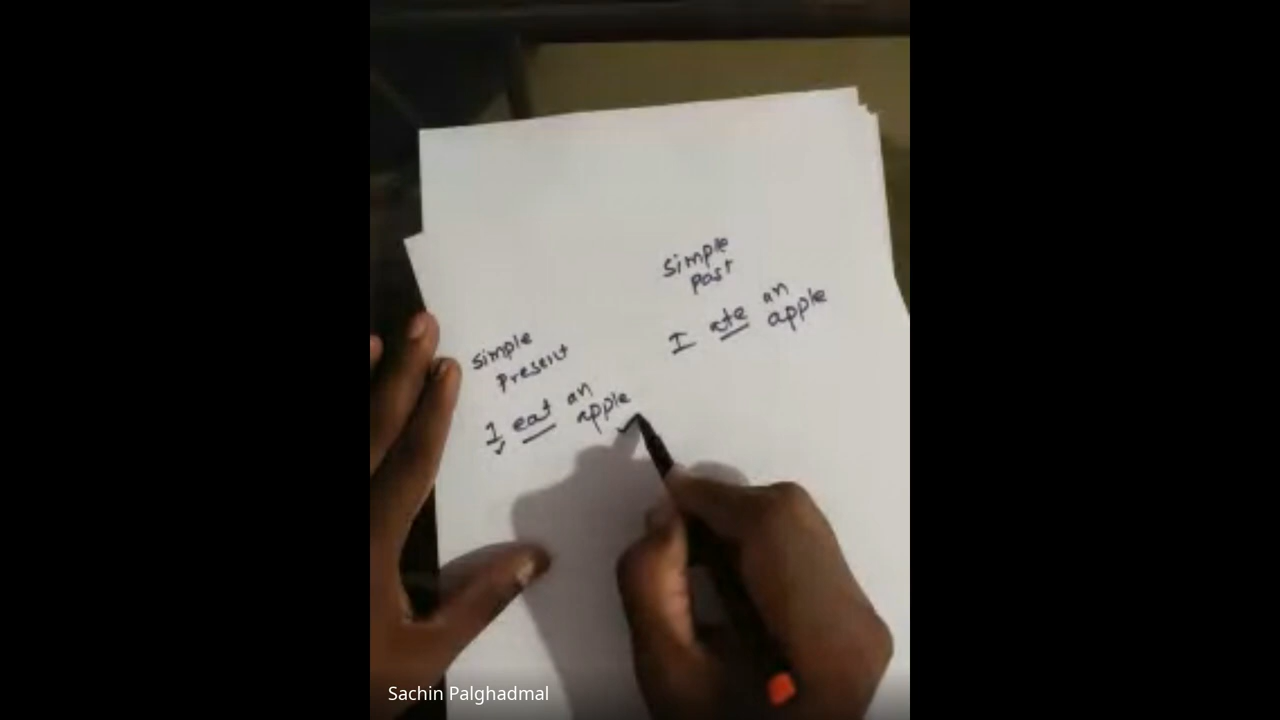 simple
past
I ate an
apple
simple
present
I eat an
apple
Sachin Palghadmal